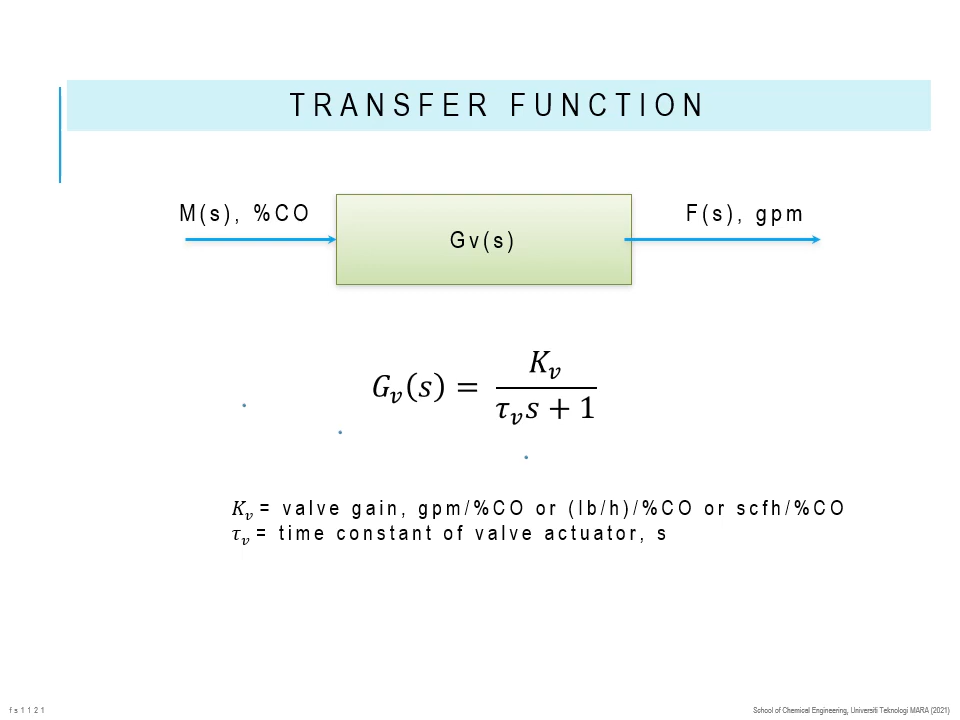 TRANSFER FUNCTION
M(s), %CO
Gv(s)
F(s), gpm
𝐺ᵥ(𝑠) = 𝐾ᵥ / (𝜏ᵥ𝑠 + 1)
𝐾ᵥ = valve gain, gpm/%CO or (lb/h)/%CO or scfh/%CO
𝜏ᵥ = time constant of valve actuator, s
fs1121
School of Chemical Engineering, Universiti Teknologi MARA (2021)